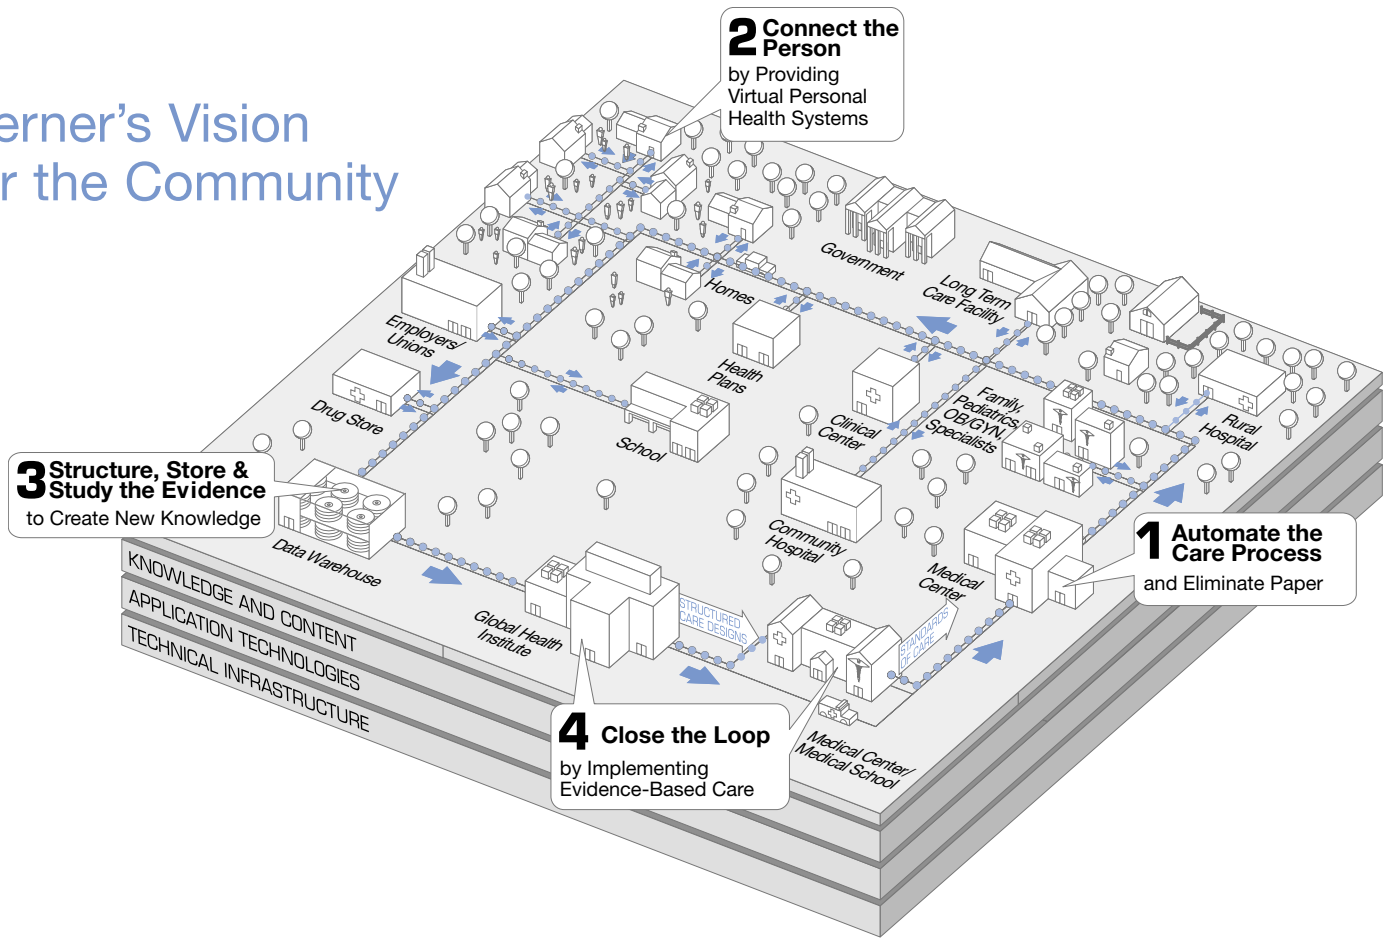 erner's Vision
r the Community
2 Connect the
Person
by Providing
Virtual Personal
Health Systems
Government
Long Term
Care Facility
Homes
Employers/
Unions
Health
Plans
Drug Store
School
Clinical
Center
Family,
Pediatrics,
OB/GYN,
Specialists
Rural
Hospital
3 Structure, Store &
Study the Evidence
to Create New Knowledge
Data Warehouse
Community
Hospital
Medical
Center
1 Automate the
Care Process
and Eliminate Paper
Global Health
Institute
STRUCTURED
CARE DESIGNS
STANDARDS
OF CARE
KNOWLEDGE AND CONTENT
APPLICATION TECHNOLOGIES
TECHNICAL INFRASTRUCTURE
4 Close the Loop
by Implementing
Evidence-Based Care
Medical Center/
Medical School